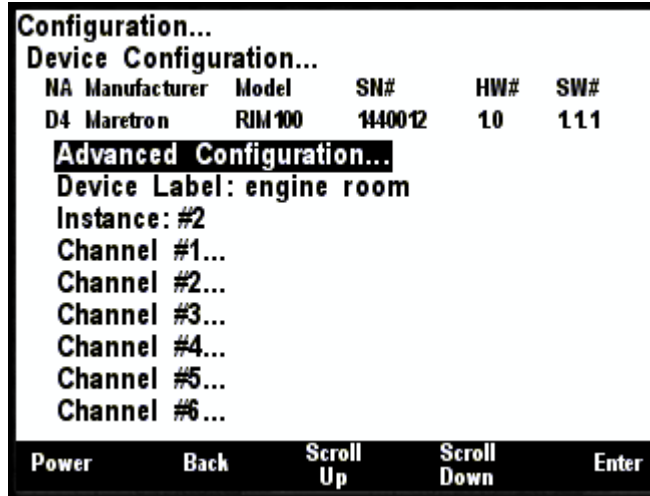 Configuration...
Device Configuration...
NA Manufacturer Model SN# HW# SW#
D4 Maretron RIM100 1440012 1.0 1.1.1
Advanced Configuration...
Device Label: engine room
Instance: #2
Channel #1...
Channel #2...
Channel #3...
Channel #4...
Channel #5...
Channel #6...
Power Back Scroll Up Scroll Down Enter